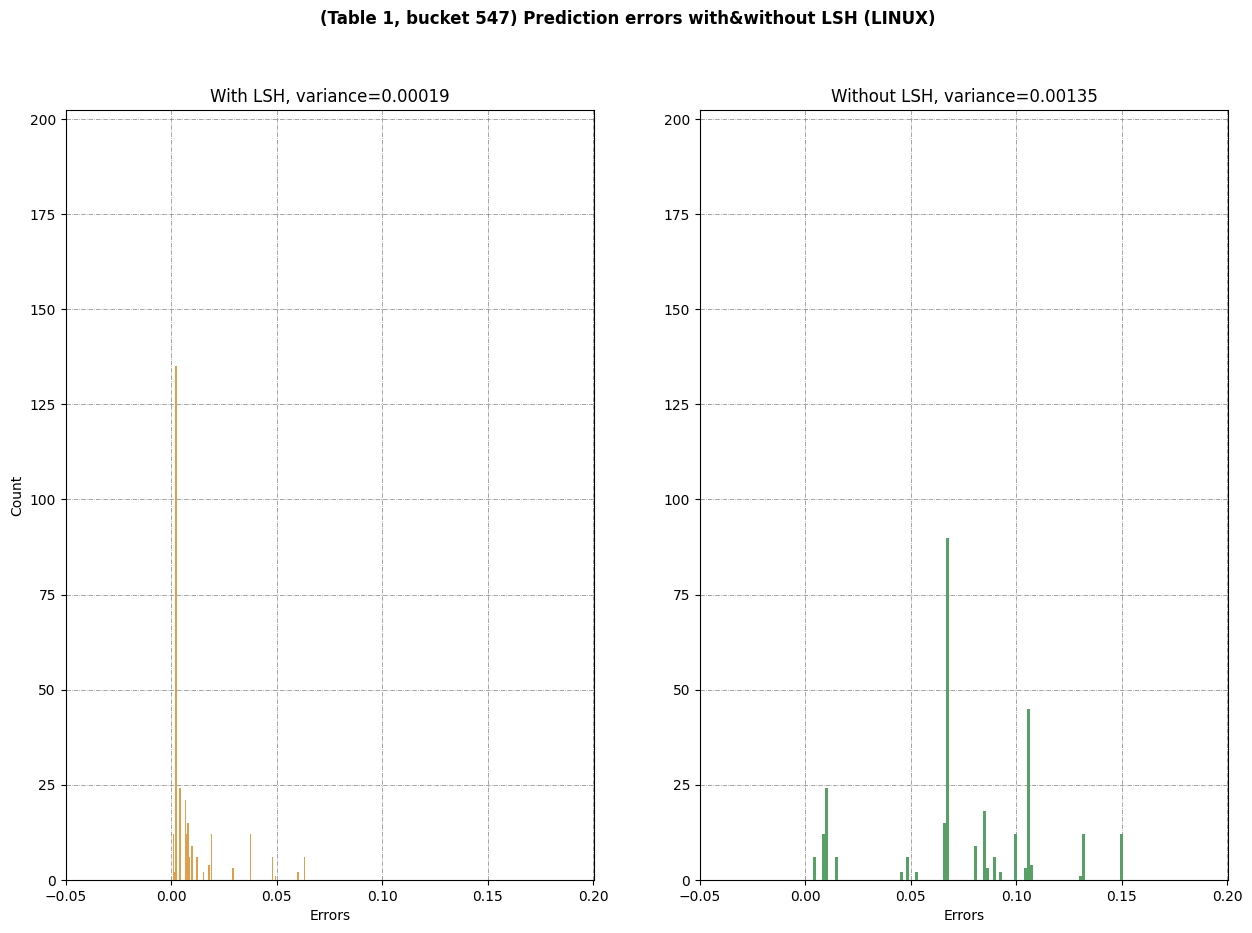 (Table 1, bucket 547) Prediction errors with&without LSH (LINUX)
With LSH, variance=0.00019
200
175
150
125
100
75
50
25
0
Count
−0.05 0.00 0.05 0.10 0.15 0.20
Errors
Without LSH, variance=0.00135
200
175
150
125
100
75
50
25
0
−0.05 0.00 0.05 0.10 0.15 0.20
Errors